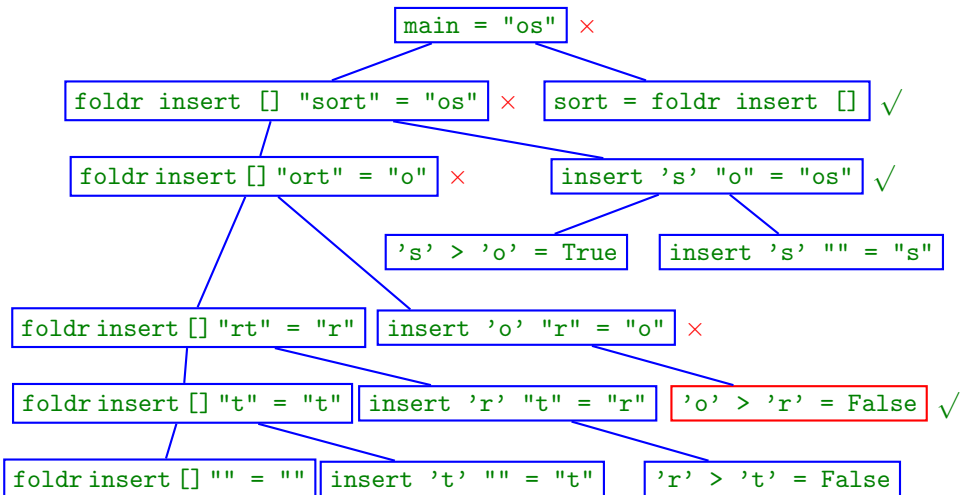 main = "os" ×
foldr insert [] "sort" = "os" × sort = foldr insert [] √
foldr insert [] "ort" = "o" × insert ’s’ "o" = "os" √
’s’ > ’o’ = True insert ’s’ "" = "s"
foldr insert [] "rt" = "r" insert ’o’ "r" = "o" ×
foldr insert [] "t" = "t" insert ’r’ "t" = "r" ’o’ > ’r’ = False √
foldr insert [] "" = "" insert ’t’ "" = "t" ’r’ > ’t’ = False